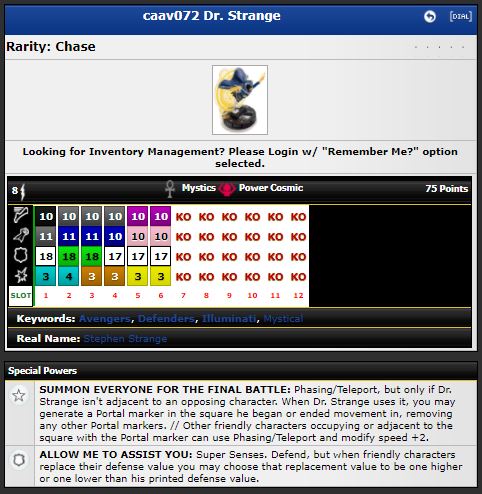 caav072 Dr. Strange
[DIAL]
Rarity: Chase
Looking for Inventory Management? Please Login w/ "Remember Me?" option
selected.
8 Mystics Power Cosmic 75 Points
10 10 10 10 10 10 KO KO KO KO KO KO
11 11 11 10 10 10 KO KO KO KO KO KO
18 18 18 17 17 17 KO KO KO KO KO KO
3 4 3 3 3 3 KO KO KO KO KO KO
SLOT 1 2 3 4 5 6 7 8 9 10 11 12
Keywords: Avengers, Defenders, Illuminati, Mystical
Real Name: Stephen Strange
Special Powers
SUMMON EVERYONE FOR THE FINAL BATTLE: Phasing/Teleport, but only if Dr.
Strange isn't adjacent to an opposing character. When Dr. Strange uses it, you may
generate a Portal marker in the square he began or ended movement in, removing
any other Portal markers. // Other friendly characters occupying or adjacent to the
square with the Portal marker can use Phasing/Teleport and modify speed +2.
ALLOW ME TO ASSIST YOU: Super Senses. Defend, but when friendly characters
replace their defense value you may choose that replacement value to be one higher
or one lower than his printed defense value.